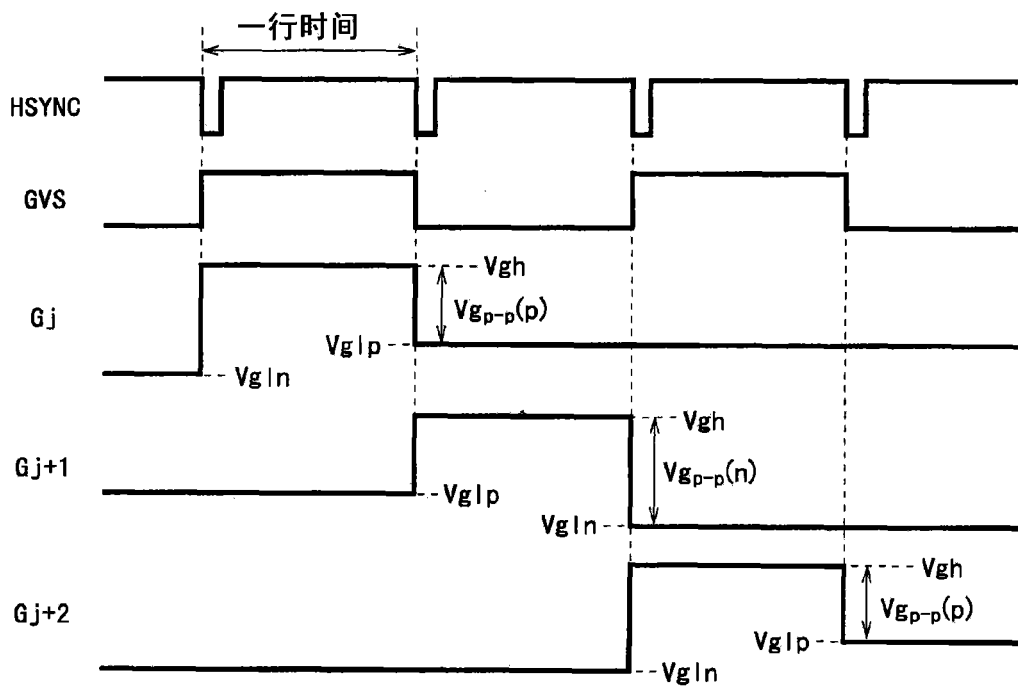 一行时间
HSYNC
GVS
Vgh
Vgp-p(p)
Gj
Vglp
Vgln
Vgh
Gj+1
Vgp-p(n)
Vglp
Vgln
Vgh
Gj+2
Vgp-p(p)
Vglp
Vgln